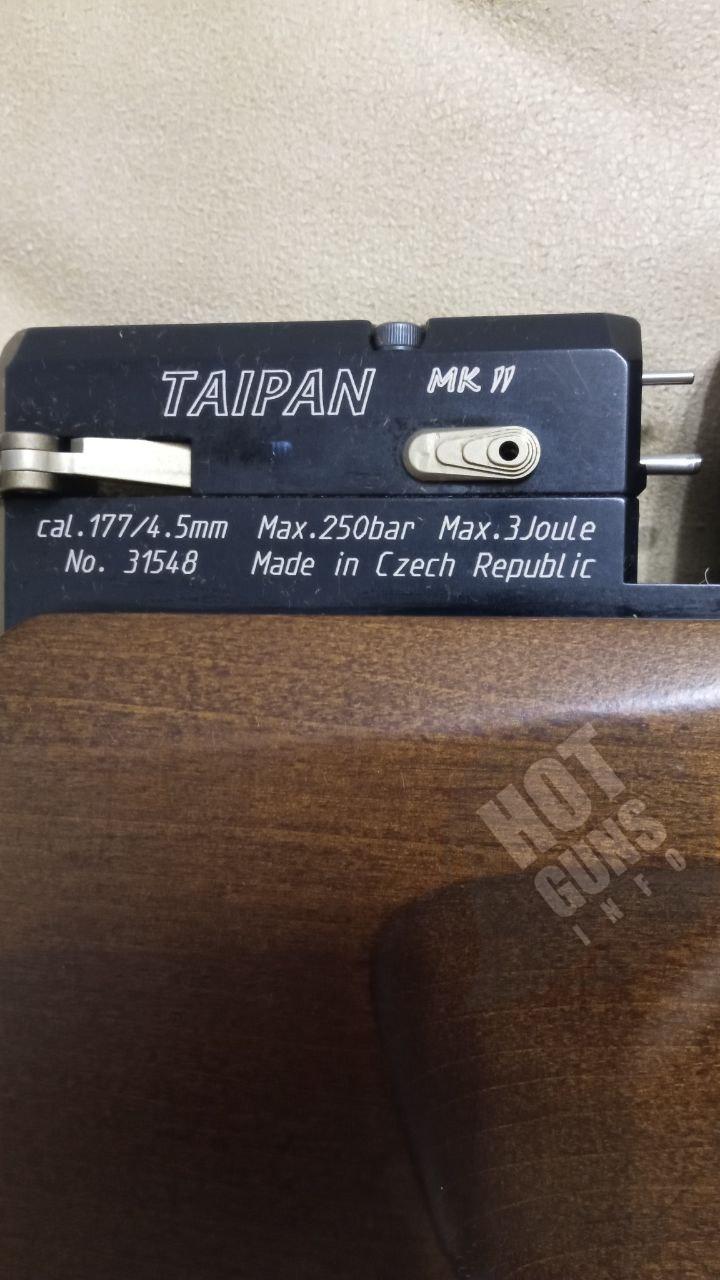 TAIPAN MK II
cal.177/4.5mm Max.250bar Max.3Joule
No. 31548 Made in Czech Republic
HOT
GUNS
INFO